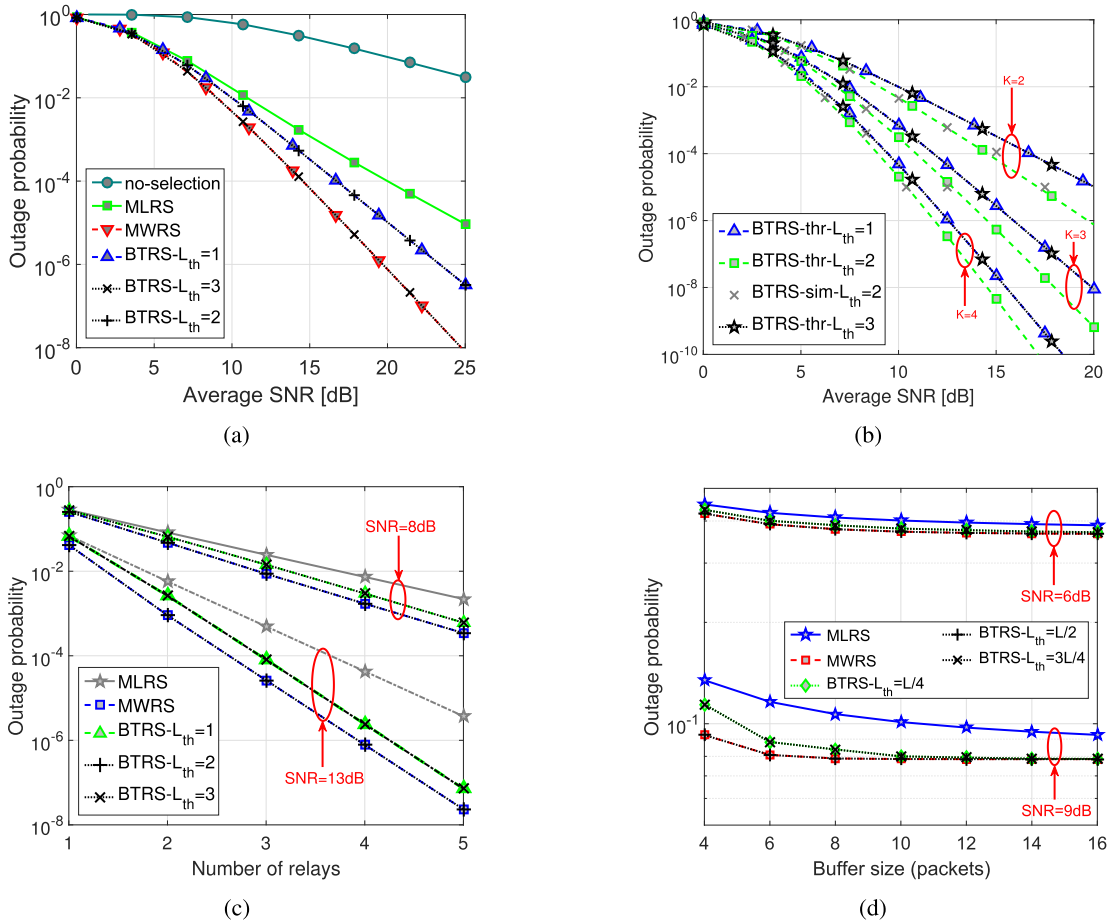 10^0
10^-2
10^-4
10^-6
10^-8
Outage probability
no-selection
MLRS
MWRS
BTRS-L_th=1
BTRS-L_th=3
BTRS-L_th=2
0 5 10 15 20 25
Average SNR [dB]
(a)
10^0
10^-2
10^-4
10^-6
10^-8
10^-10
Outage probability
K=2
K=3
K=4
BTRS-thr-L_th=1
BTRS-thr-L_th=2
BTRS-sim-L_th=2
BTRS-thr-L_th=3
0 5 10 15 20
Average SNR [dB]
(b)
10^0
10^-2
10^-4
10^-6
10^-8
Outage probability
SNR=8dB
SNR=13dB
MLRS
MWRS
BTRS-L_th=1
BTRS-L_th=2
BTRS-L_th=3
1 2 3 4 5
Number of relays
(c)
Outage probability
10^-1
SNR=6dB
MLRS
MWRS
BTRS-L_th=L/4
BTRS-L_th=L/2
BTRS-L_th=3L/4
SNR=9dB
4 6 8 10 12 14 16
Buffer size (packets)
(d)